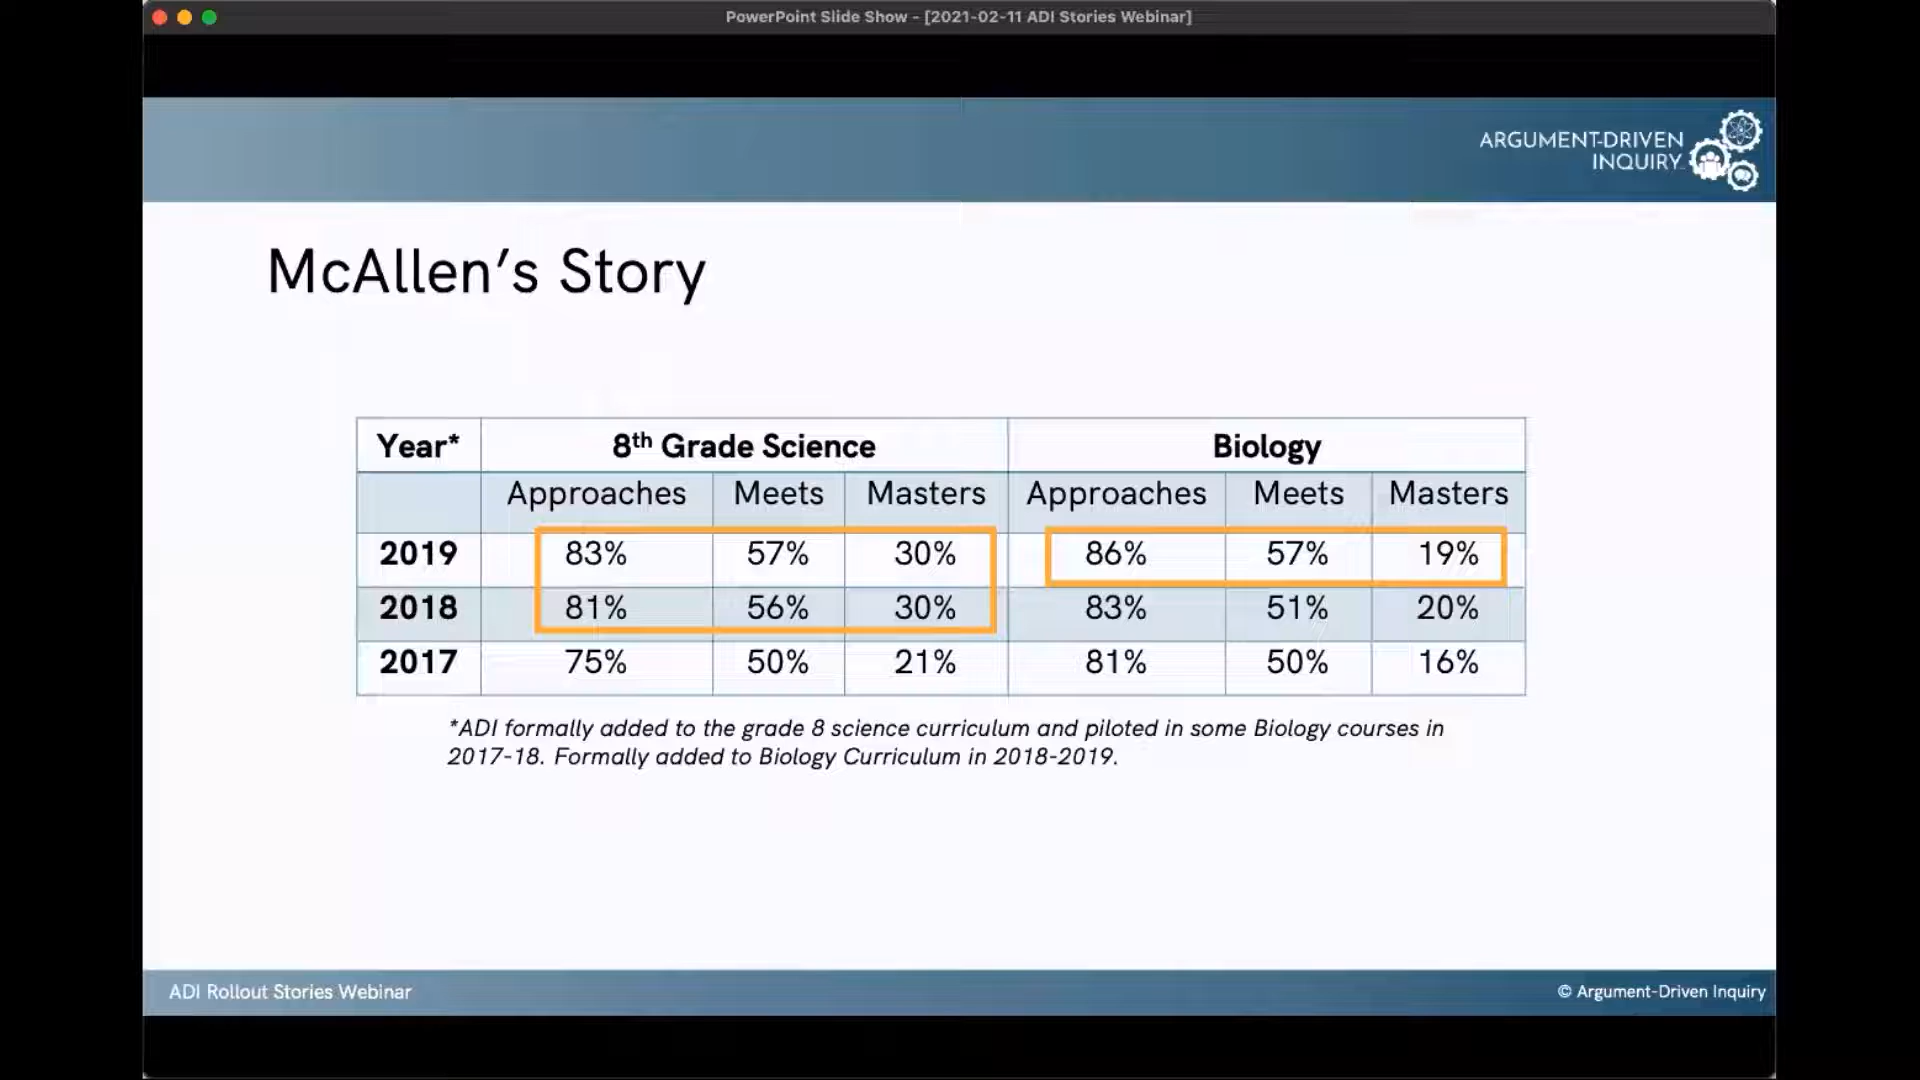 PowerPoint Slide Show - [2021-02-11 ADI Stories Webinar]
ARGUMENT-DRIVEN
INQUIRY
McAllen's Story
Year* 8th Grade Science Biology
Approaches Meets Masters Approaches Meets Masters
2019 83% 57% 30% 86% 57% 19%
2018 81% 56% 30% 83% 51% 20%
2017 75% 50% 21% 81% 50% 16%
*ADI formally added to the grade 8 science curriculum and piloted in some Biology courses in
2017-18. Formally added to Biology Curriculum in 2018-2019.
ADI Rollout Stories Webinar
© Argument-Driven Inquiry